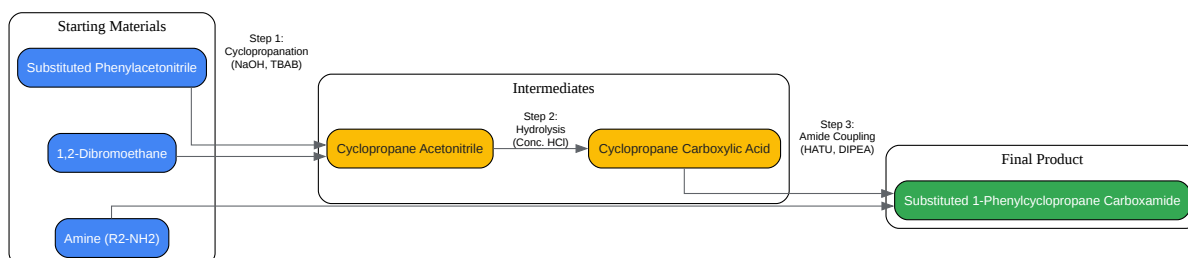 Starting Materials
Substituted Phenylacetonitrile
1,2-Dibromoethane
Amine (R2-NH2)
Step 1:
Cyclopropanation
(NaOH, TBAB)
Intermediates
Cyclopropane Acetonitrile
Step 2:
Hydrolysis
(Conc. HCl)
Cyclopropane Carboxylic Acid
Step 3:
Amide Coupling
(HATU, DIPEA)
Final Product
Substituted 1-Phenylcyclopropane Carboxamide